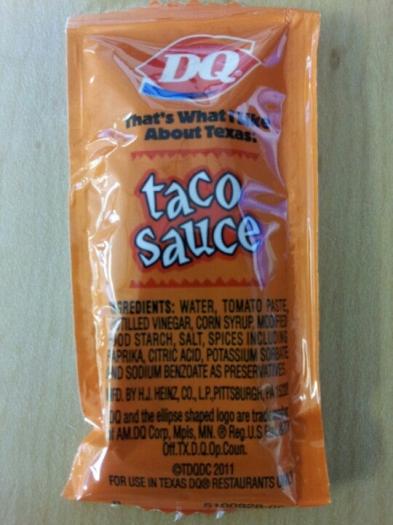 DQ
That's What I Like
About Texas!
taco
sauce
INGREDIENTS: WATER, TOMATO PASTE,
DISTILLED VINEGAR, CORN SYRUP, MODIFIED
FOOD STARCH, SALT, SPICES INCLUDING
PAPRIKA, CITRIC ACID, POTASSIUM SORBATE
AND SODIUM BENZOATE AS PRESERVATIVES.
MFD. BY H.J. HEINZ, CO., L.P., PITTSBURGH, PA
DQ and the ellipse shaped logo are trademarks
of AM.DQ Corp, Mpls, MN. ® Reg.U.S.
Off.TX.D.Q.Op.Coun.
©TDQDC 2011
FOR USE IN TEXAS DQ® RESTAURANTS ONLY